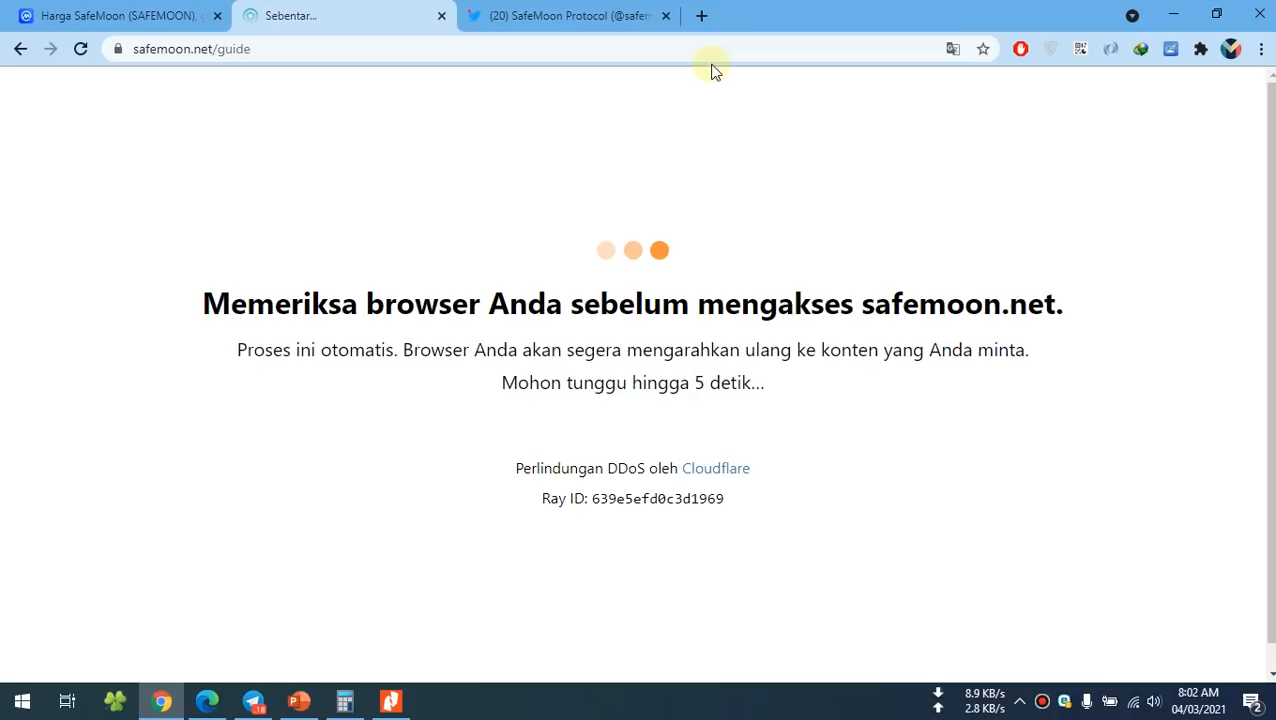 Harga SafeMoon (SAFEMOON), g
Sebentar...
(20) SafeMoon Protocol (@safem
safemoon.net/guide
Memeriksa browser Anda sebelum mengakses safemoon.net.
Proses ini otomatis. Browser Anda akan segera mengarahkan ulang ke konten yang Anda minta.
Mohon tunggu hingga 5 detik...
Perlindungan DDoS oleh Cloudflare
Ray ID: 639e5efd0c3d1969
18
8.9 KB/s
2.8 KB/s
8:02 AM
04/03/2021
2